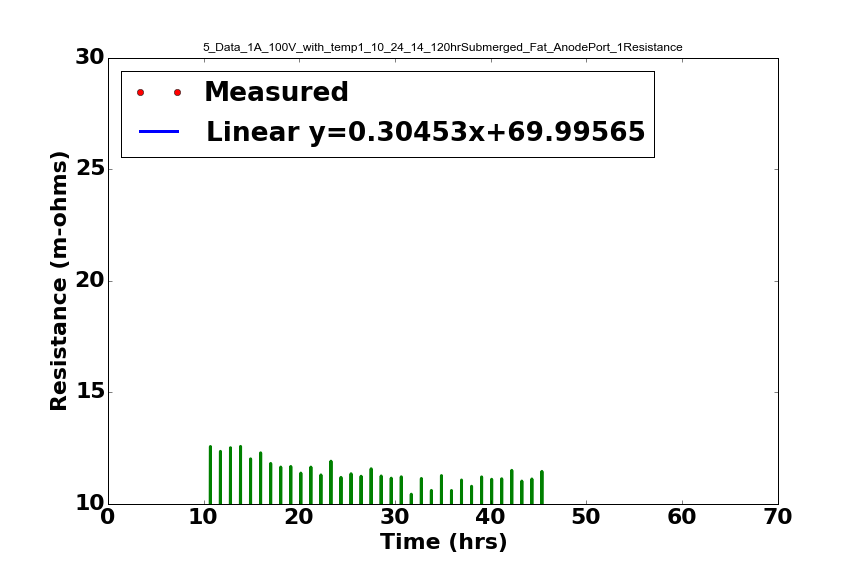 5_Data_1A_100V_with_temp1_10_24_14_120hrSubmerged_Fat_AnodePort_1Resistance
30
Measured
Linear y=0.30453x+69.99565
25
20
15
10
Resistance (m-ohms)
0 10 20 30 40 50 60 70
Time (hrs)